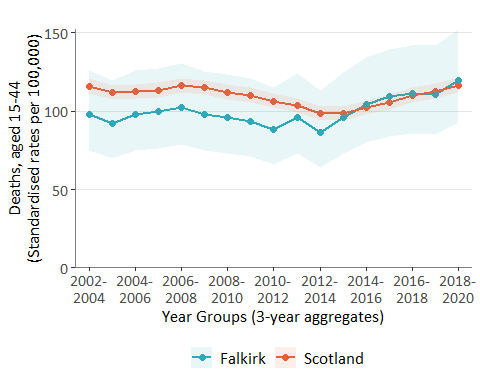 150
100
50
0
Deaths, aged 15-44
(Standardised rates per 100,000)
2002- 2004- 2006- 2008- 2010- 2012- 2014- 2016- 2018-
2004 2006 2008 2010 2012 2014 2016 2018 2020
Year Groups (3-year aggregates)
Falkirk Scotland